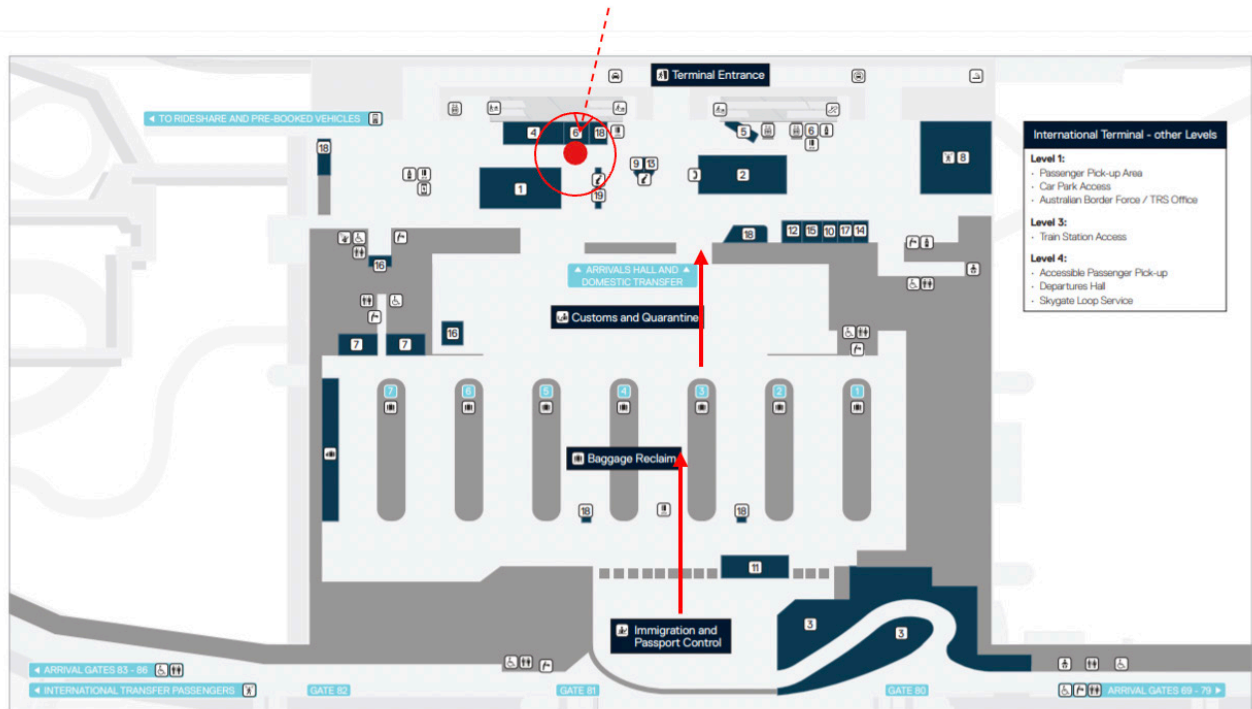 Terminal Entrance
◄ TO RIDESHARE AND PRE-BOOKED VEHICLES
4 6 18
5 6
18
9 13
8
1
19
2
18
12 15 10 17 14
16
▲ ARRIVALS HALL AND ▲
DOMESTIC TRANSFER
Customs and Quarantine
16
7 7
7 6 5 4 3 2 1
Baggage Reclaim
18 18
11
Immigration and
Passport Control
3 3
◄ ARRIVAL GATES 83 - 86
◄ INTERNATIONAL TRANSFER PASSENGERS
GATE 82
GATE 81
GATE 80
ARRIVAL GATES 69 - 79 ►
International Terminal - other Levels
Level 1:
· Passenger Pick-up Area
· Car Park Access
· Australian Border Force / TRS Office
Level 3:
· Train Station Access
Level 4:
· Accessible Passenger Pick-up
· Departures Hall
· Skygate Loop Service